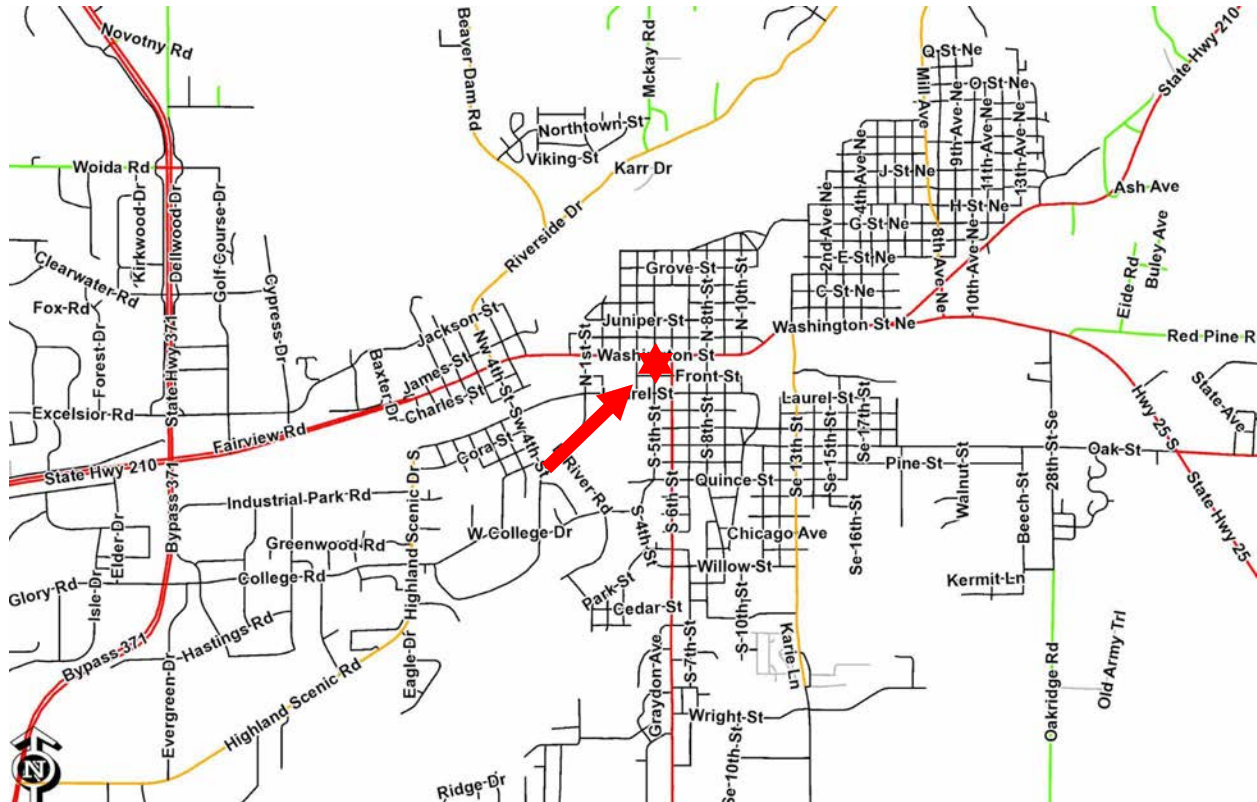 Novotny Rd
Beaver Dam Rd
Mckay Rd
State Hwy 210
Q St Ne
Mill Ave
9th Ave Ne
O St Ne
11th Ave Ne
13th Ave Ne
Northtown St
Viking St
Karr Dr
4th Ave Ne
J St Ne
Woida Rd
Kirkwood Dr
Dellwood Dr
Golf Course Dr
Ash Ave
H St Ne
G St Ne
2nd Ave Ne
8th Ave Ne
10th Ave Ne
E St Ne
C St Ne
Riverside Dr
Clearwater Rd
Cypress Dr
Grove St
N 8th St
N 10th St
Eide Rd
Buley Ave
Fox Rd
Forest Dr
State Hwy 371
Jackson St
Juniper St
Washington St Ne
Red Pine R
Nw 4th St
N 1st St
Washington St
Baxter Dr
James St
Charles St
Front St
rel St
Laurel St
Hwy 25 S
State Ave
Excelsior Rd
Fairview Rd
Sw 4th St
S 5th St
S 8th St
Se 13th St
Se 15th St
Se 17th St
28th St Se
Oak St
Cora St
State Hwy 210
Bypass 371
River Rd
Pine St
Walnut St
Beech St
Quince St
State Hwy 25
Industrial Park Rd
Highland Scenic Dr S
S 6th St
W College Dr
S 4th St
Chicago Ave
Se 16th St
Elder Dr
Greenwood Rd
College Rd
Willow St
Kermit Ln
Glory Rd
Isle Dr
Park St
Cedar St
Hastings Rd
S 10th St
Karie Ln
Old Army Trl
Bypass 371
Eagle Dr
S 7th St
Oakridge Rd
Evergreen Dr
Highland Scenic Rd
Graydon Ave
Wright St
N
Ridge Dr
Se 10th St